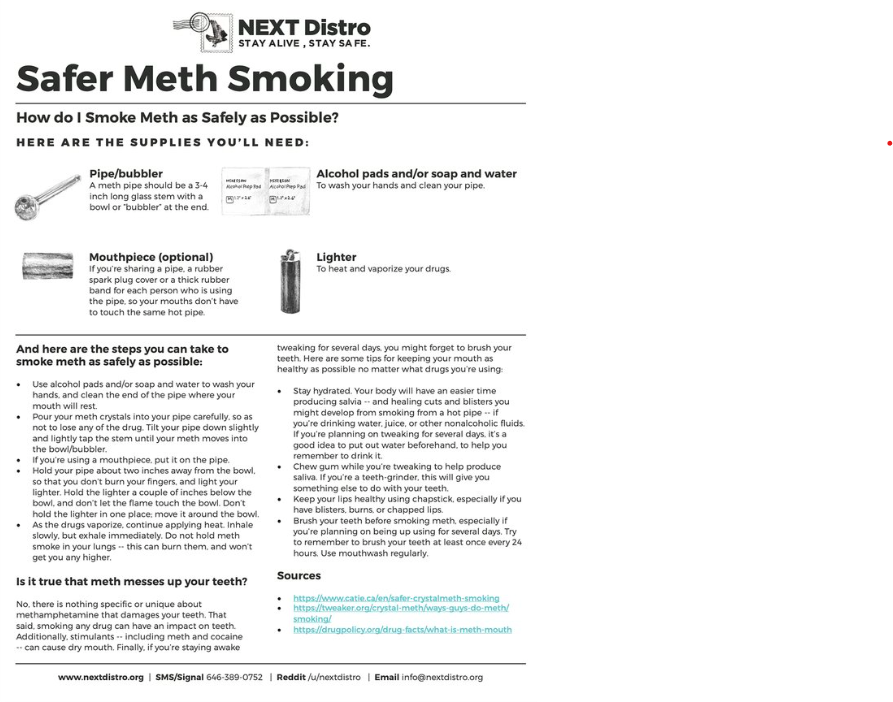 NEXT Distro
STAY ALIVE, STAY SAFE.
Safer Meth Smoking
How do I Smoke Meth as Safely as Possible?
HERE ARE THE SUPPLIES YOU'LL NEED:
Pipe/bubbler
A meth pipe should be a 3-4
inch long glass stem with a
bowl or "bubbler" at the end.
Alcohol Prep Pad
Alcohol Prep Pad
Alcohol pads and/or soap and water
To wash your hands and clean your pipe.
Mouthpiece (optional)
If you're sharing a pipe, a rubber
spark plug cover or a thick rubber
band for each person who is using
the pipe, so your mouths don't have
to touch the same hot pipe.
Lighter
To heat and vaporize your drugs.
And here are the steps you can take to
smoke meth as safely as possible:
• Use alcohol pads and/or soap and water to wash your
hands, and clean the end of the pipe where your
mouth will rest.
• Pour your meth crystals into your pipe carefully, so as
not to lose any of the drug. Tilt your pipe down slightly
and lightly tap the stem until your meth moves into
the bowl/bubbler.
• If you're using a mouthpiece, put it on the pipe.
• Hold your pipe about two inches away from the bowl,
so that you don't burn your fingers, and light your
lighter. Hold the lighter a couple of inches below the
bowl, and don't let the flame touch the bowl. Don't
hold the lighter in one place; move it around the bowl.
• As the drugs vaporize, continue applying heat. Inhale
slowly, but exhale immediately. Do not hold meth
smoke in your lungs -- this can burn them, and won't
get you any higher.
Is it true that meth messes up your teeth?
No, there is nothing specific or unique about
methamphetamine that damages your teeth. That
said, smoking any drug can have an impact on teeth.
Additionally, stimulants -- including meth and cocaine
-- can cause dry mouth. Finally, if you're staying awake
tweaking for several days, you might forget to brush your
teeth. Here are some tips for keeping your mouth as
healthy as possible no matter what drugs you're using:
• Stay hydrated. Your body will have an easier time
producing salvia -- and healing cuts and blisters you
might develop from smoking from a hot pipe -- if
you're drinking water, juice, or other nonalcoholic fluids.
If you're planning on tweaking for several days, it's a
good idea to put out water beforehand, to help you
remember to drink it.
• Chew gum while you're tweaking to help produce
saliva. If you're a teeth-grinder, this will give you
something else to do with your teeth.
• Keep your lips healthy using chapstick, especially if you
have blisters, burns, or chapped lips.
• Brush your teeth before smoking meth, especially if
you're planning on being up using for several days. Try
to remember to brush your teeth at least once every 24
hours. Use mouthwash regularly.
Sources
• https://www.catie.ca/en/safer-crystalmeth-smoking
• https://tweaker.org/crystal-meth/ways-guys-do-meth/
smoking/
• https://drugpolicy.org/drug-facts/what-is-meth-mouth
www.nextdistro.org | SMS/Signal 646-389-0752 | Reddit /u/nextdistro | Email info@nextdistro.org